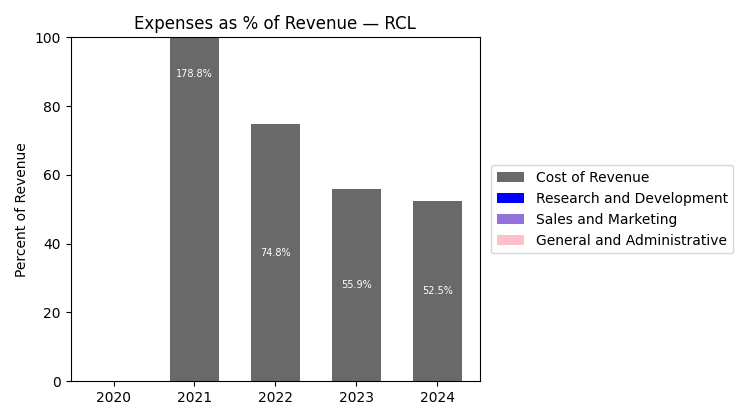 Expenses as % of Revenue — RCL
100
80
60
40
20
0
Percent of Revenue
178.8%
74.8%
55.9%
52.5%
2020
2021
2022
2023
2024
Cost of Revenue
Research and Development
Sales and Marketing
General and Administrative